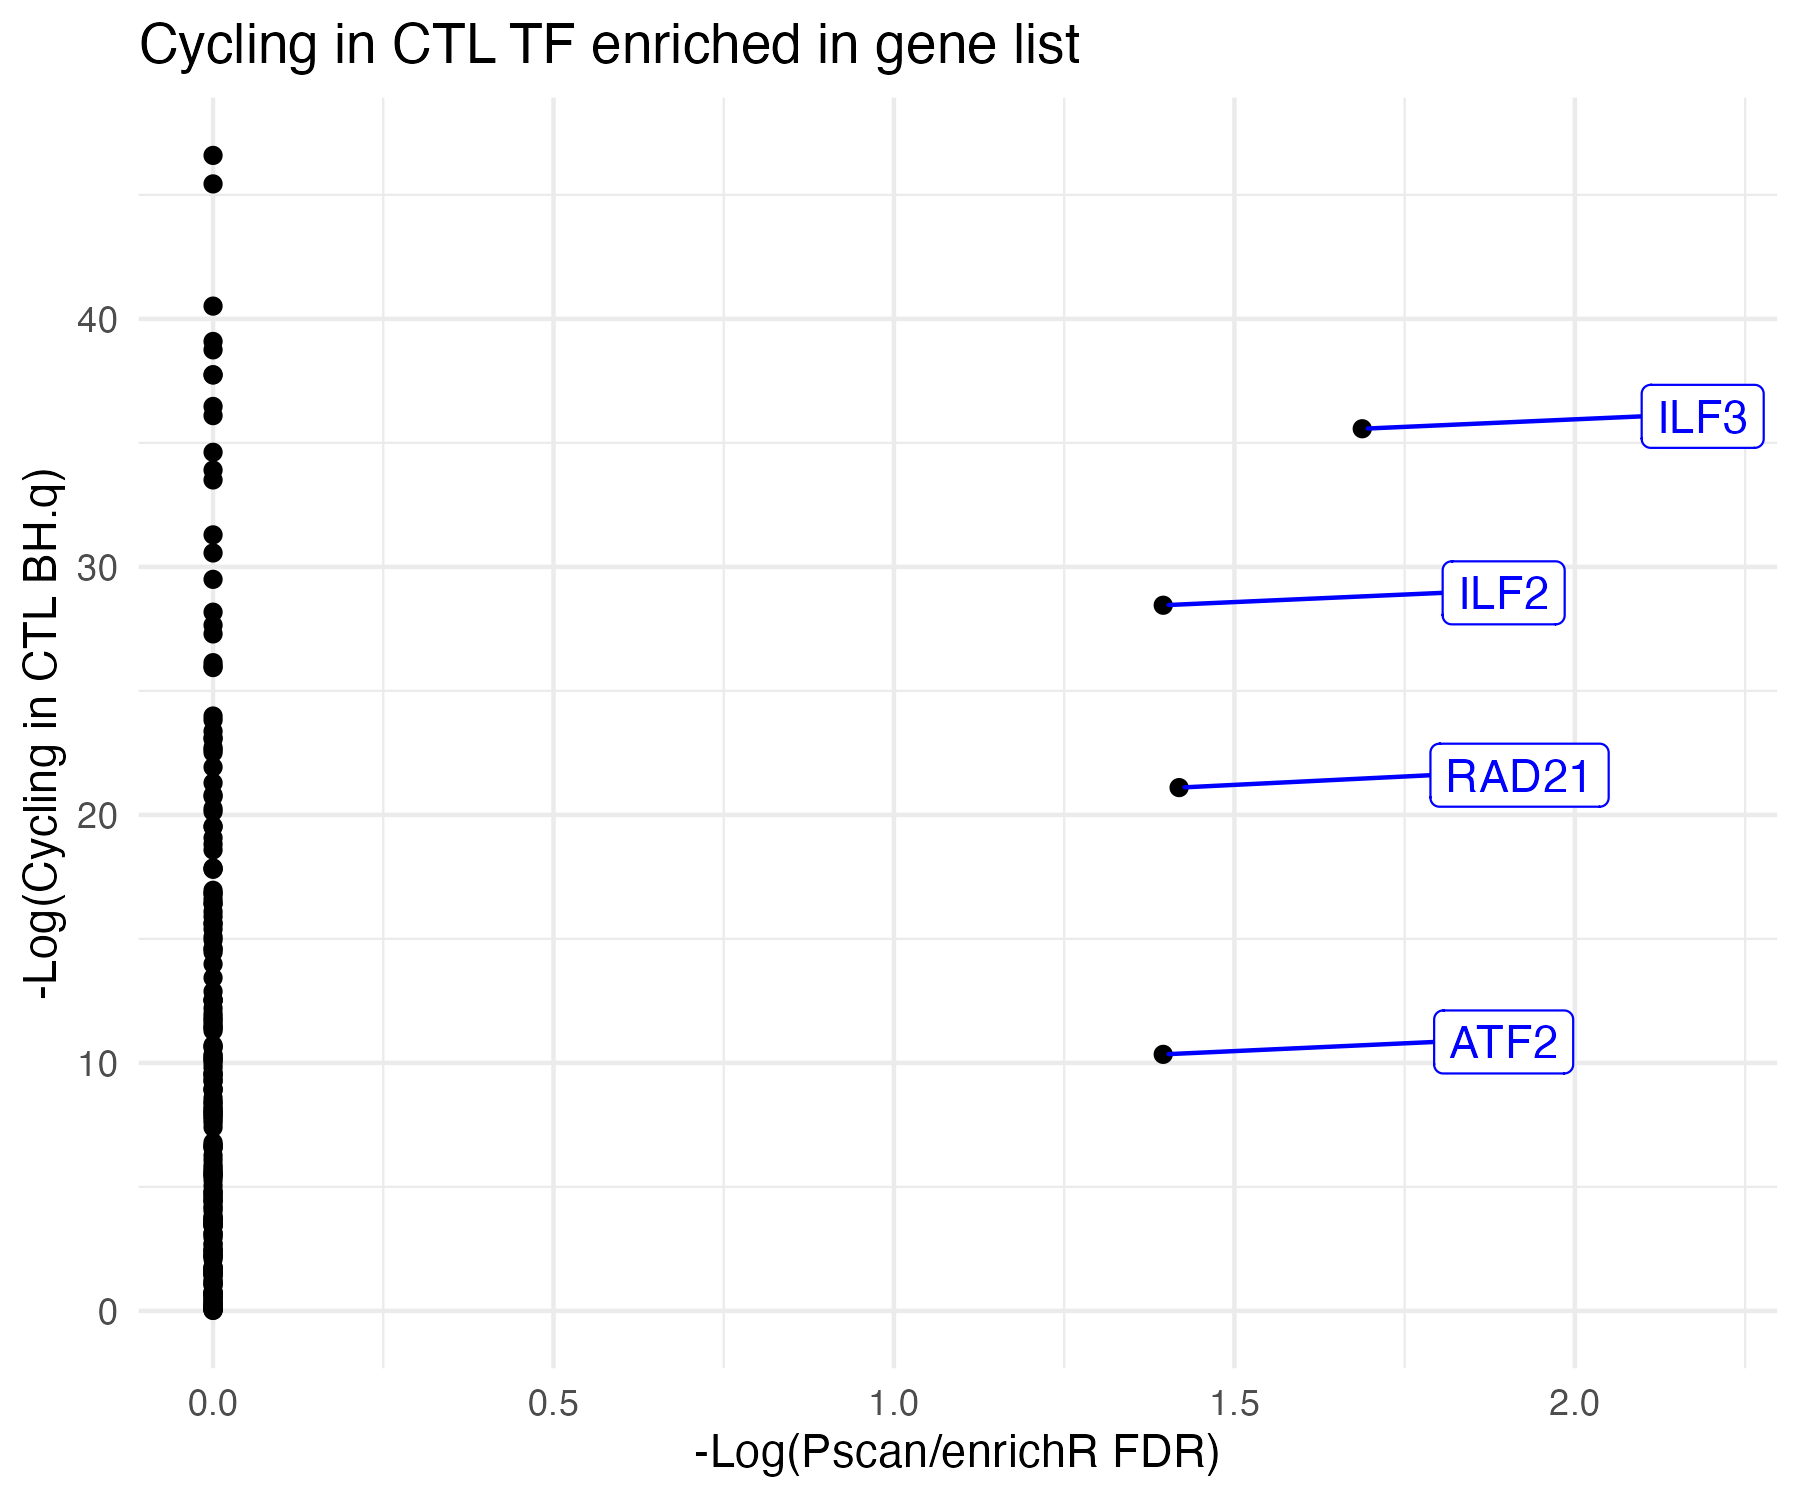 Cycling in CTL TF enriched in gene list
-Log(Cycling in CTL BH.q)
40
30
20
10
0
ILF3
ILF2
RAD21
ATF2
0.0 0.5 1.0 1.5 2.0
-Log(Pscan/enrichR FDR)